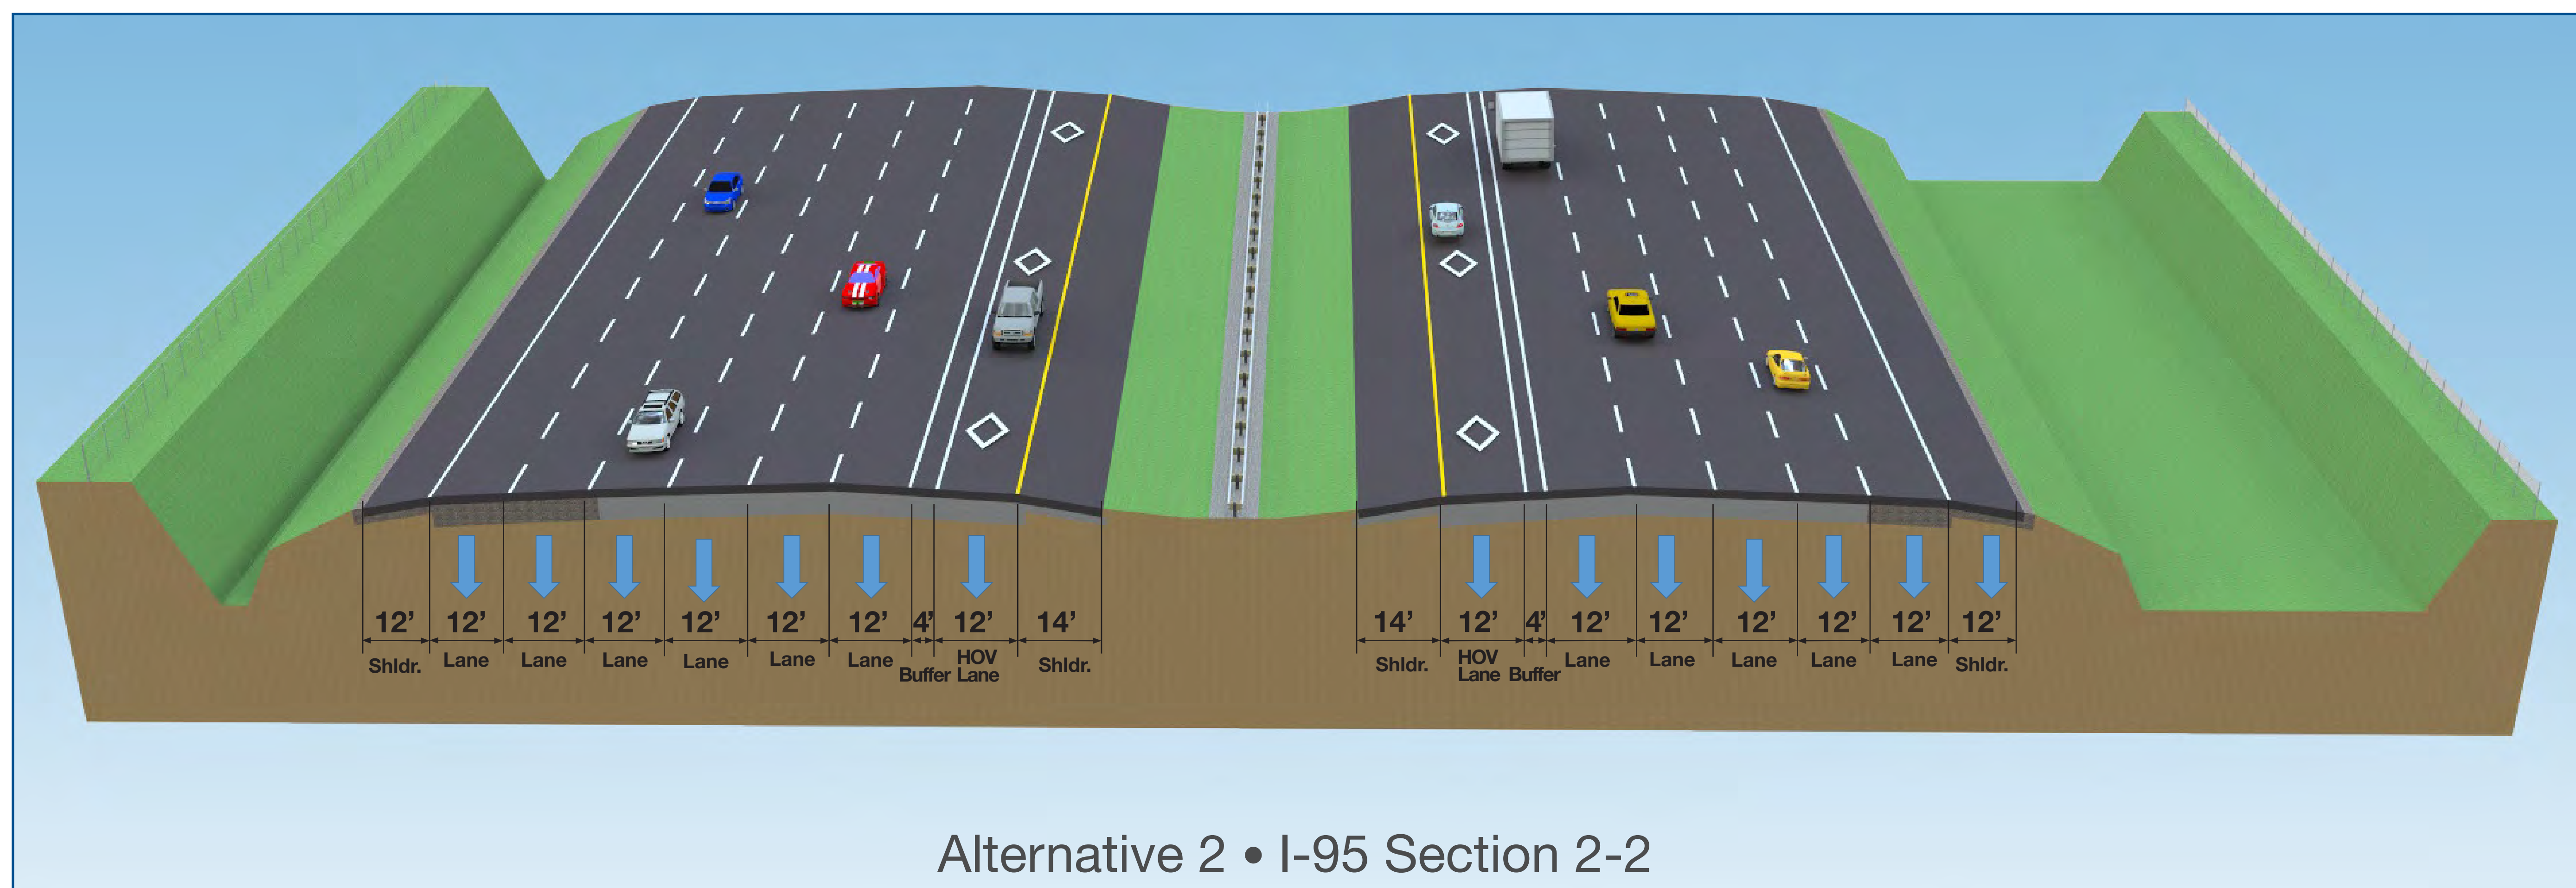 12’ 12’ 12’ 12’ 12’ 12’ 12’ 4’ 12’ 14’
Shldr. Lane Lane Lane Lane Lane Lane Buffer HOV Lane Shldr.
14’ 12’ 4’ 12’ 12’ 12’ 12’ 12’ 12’
Shldr. HOV Lane Buffer Lane Lane Lane Lane Lane Shldr.
Alternative 2 • I-95 Section 2-2